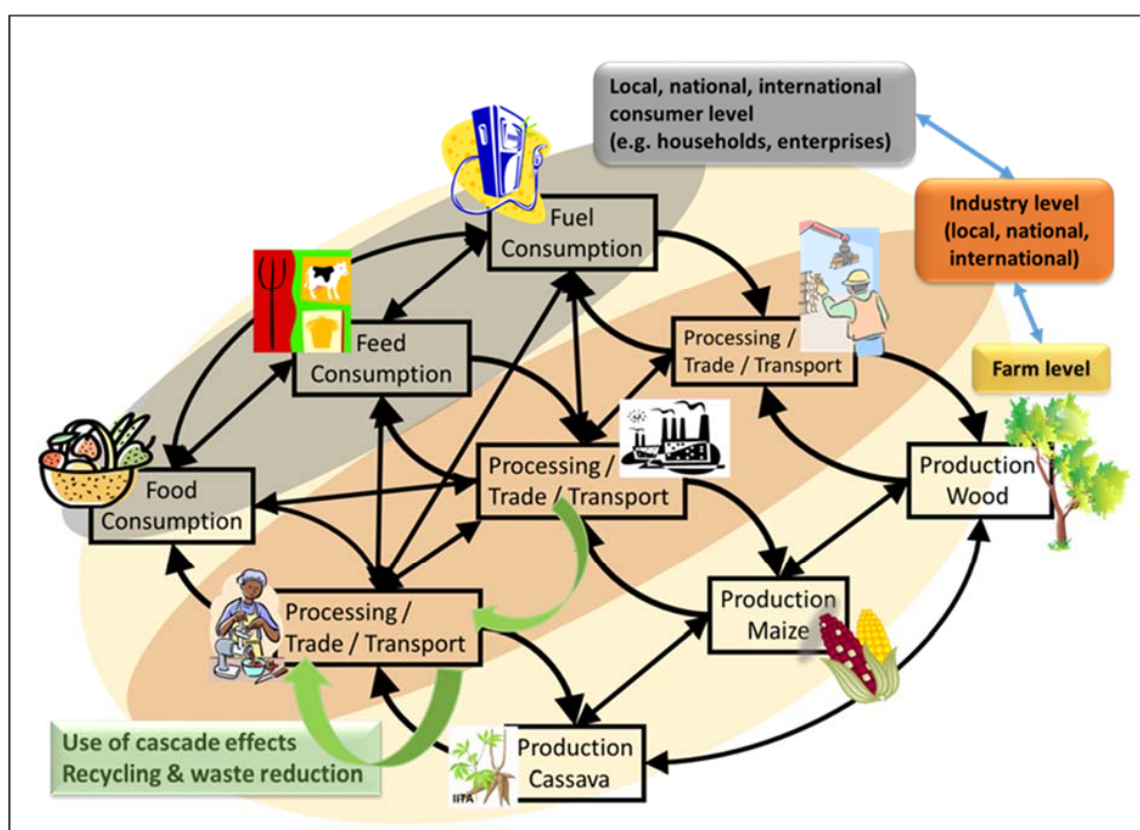 Local, national, international
consumer level
(e.g. households, enterprises)
Industry level
(local, national,
international)
Farm level
Fuel
Consumption
Feed
Consumption
Food
Consumption
Processing /
Trade / Transport
Processing /
Trade / Transport
Processing /
Trade / Transport
Production
Wood
Production
Maize
Production
Cassava
IITA
Use of cascade effects
Recycling & waste reduction